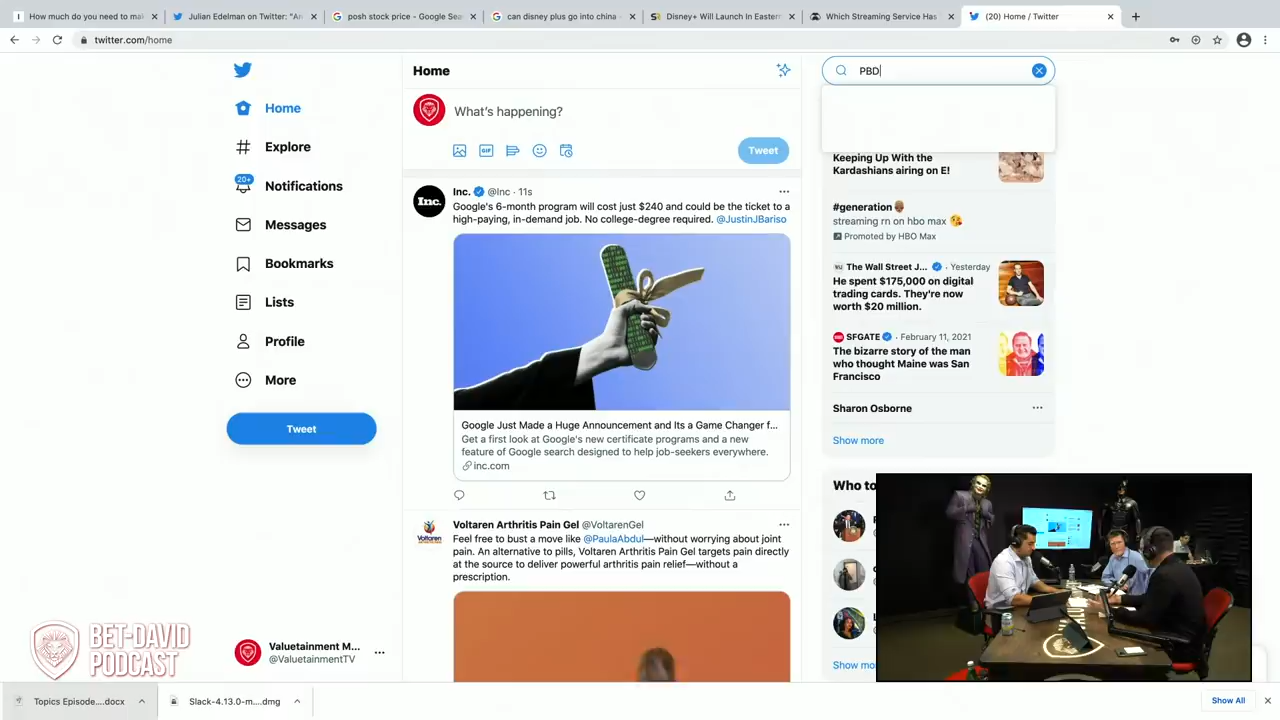 How much do you need to make
Julian Edelman on Twitter: "An
posh stock price - Google Sea
can disney plus go into china
Disney+ Will Launch In Eastern
Which Streaming Service Has
(20) Home / Twitter
twitter.com/home
Home
Explore
20+
Notifications
Messages
Bookmarks
Lists
Profile
More
Tweet
Valuetainment M...
@ValuetainmentTV
BET-DAVID
PODCAST
Home
What's happening?
GIF
Tweet
Inc.
Inc. @Inc · 11s
Google's 6-month program will cost just $240 and could be the ticket to a
high-paying, in-demand job. No college-degree required. @JustinJBariso
Google Just Made a Huge Announcement and Its a Game Changer f...
Get a first look at Google's new certificate programs and a new
feature of Google search designed to help job-seekers everywhere.
inc.com
Voltaren
Voltaren Arthritis Pain Gel @VoltarenGel
Feel free to bust a move like @PaulaAbdul—without worrying about joint
pain. An alternative to pills, Voltaren Arthritis Pain Gel targets pain directly
at the source to deliver powerful arthritis pain relief—without a
prescription.
PBD
Keeping Up With the
Kardashians airing on E!
#generation
streaming rn on hbo max
Promoted by HBO Max
The Wall Street J... · Yesterday
He spent $175,000 on digital
trading cards. They're now
worth $20 million.
SFGATE · February 11, 2021
The bizarre story of the man
who thought Maine was San
Francisco
Sharon Osborne
Show more
Who to
Show mo
Topics Episode....docx
Slack-4.13.0-m....dmg
Show All